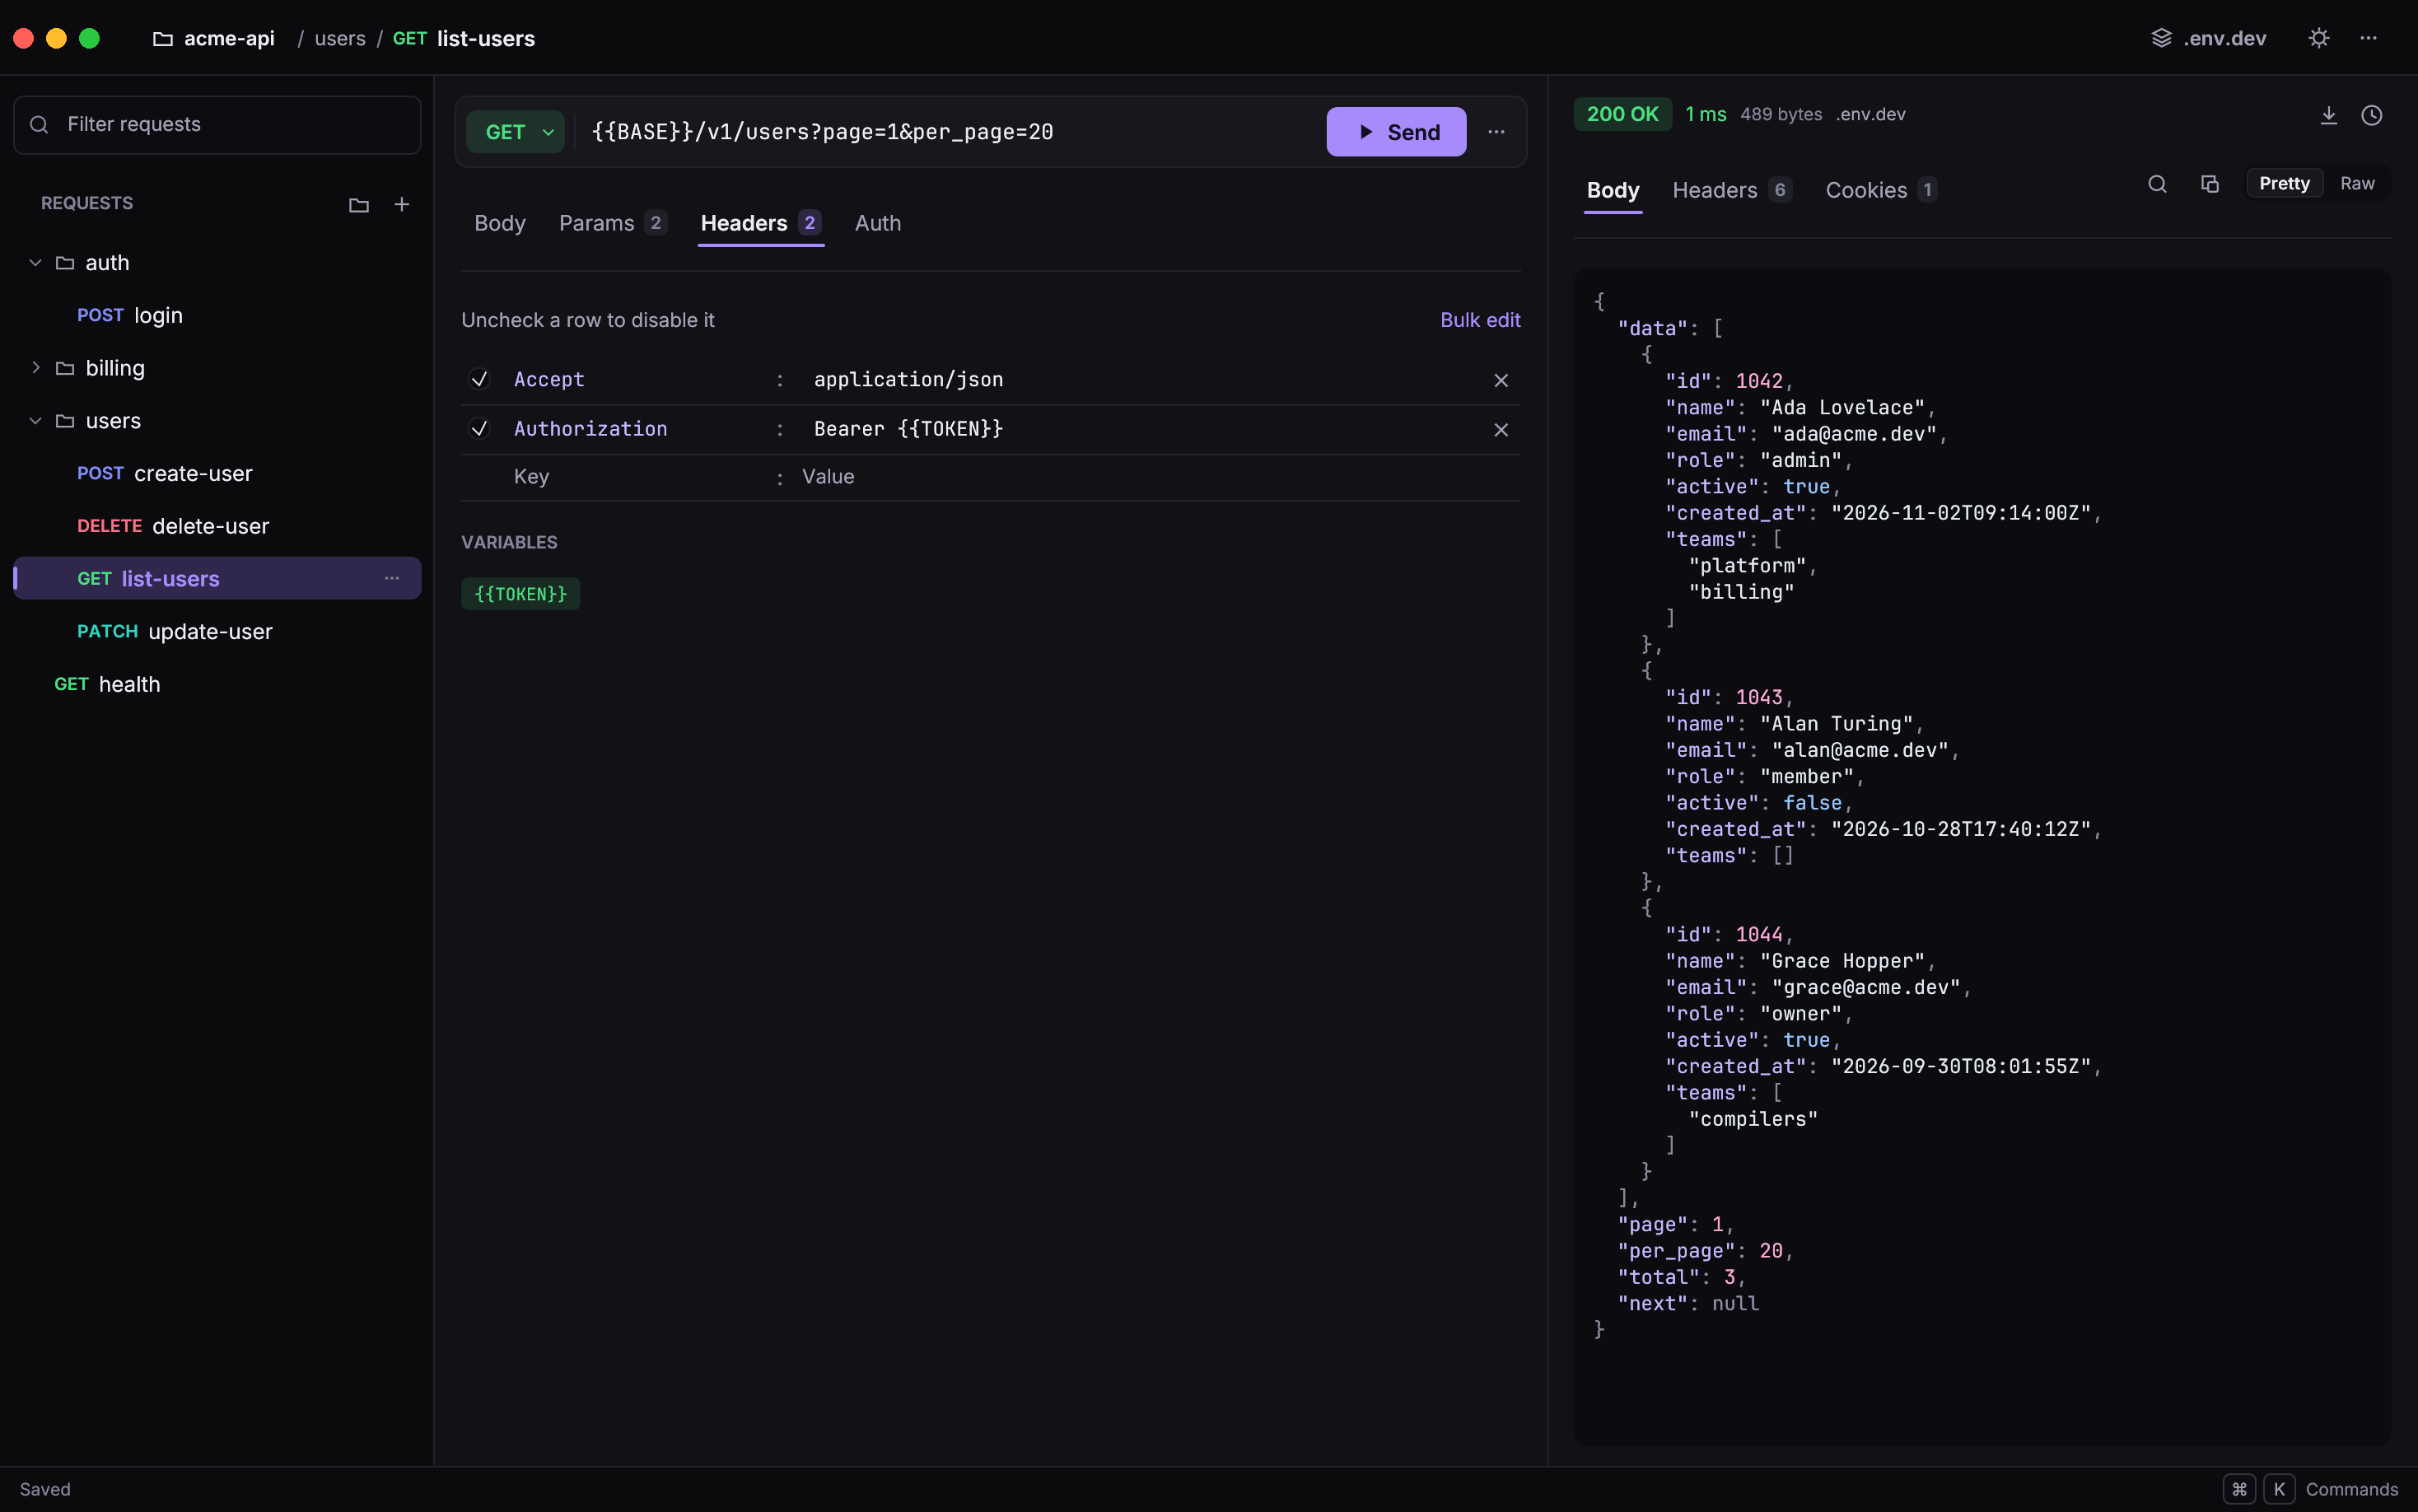 acme-api / users / GET list-users
.env.dev
Filter requests
REQUESTS
auth
POST login
billing
users
POST create-user
DELETE delete-user
GET list-users
PATCH update-user
GET health
GET {{BASE}}/v1/users?page=1&per_page=20
Send
Body Params 2 Headers 2 Auth
Uncheck a row to disable it
Bulk edit
Accept : application/json
Authorization : Bearer {{TOKEN}}
Key : Value
VARIABLES
{{TOKEN}}
200 OK 1 ms 489 bytes .env.dev
Body Headers 6 Cookies 1
Pretty Raw
{
"data": [
{
"id": 1042,
"name": "Ada Lovelace",
"email": "ada@acme.dev",
"role": "admin",
"active": true,
"created_at": "2026-11-02T09:14:00Z",
"teams": [
"platform",
"billing"
]
},
{
"id": 1043,
"name": "Alan Turing",
"email": "alan@acme.dev",
"role": "member",
"active": false,
"created_at": "2026-10-28T17:40:12Z",
"teams": []
},
{
"id": 1044,
"name": "Grace Hopper",
"email": "grace@acme.dev",
"role": "owner",
"active": true,
"created_at": "2026-09-30T08:01:55Z",
"teams": [
"compilers"
]
}
],
"page": 1,
"per_page": 20,
"total": 3,
"next": null
}
Saved
⌘ K Commands